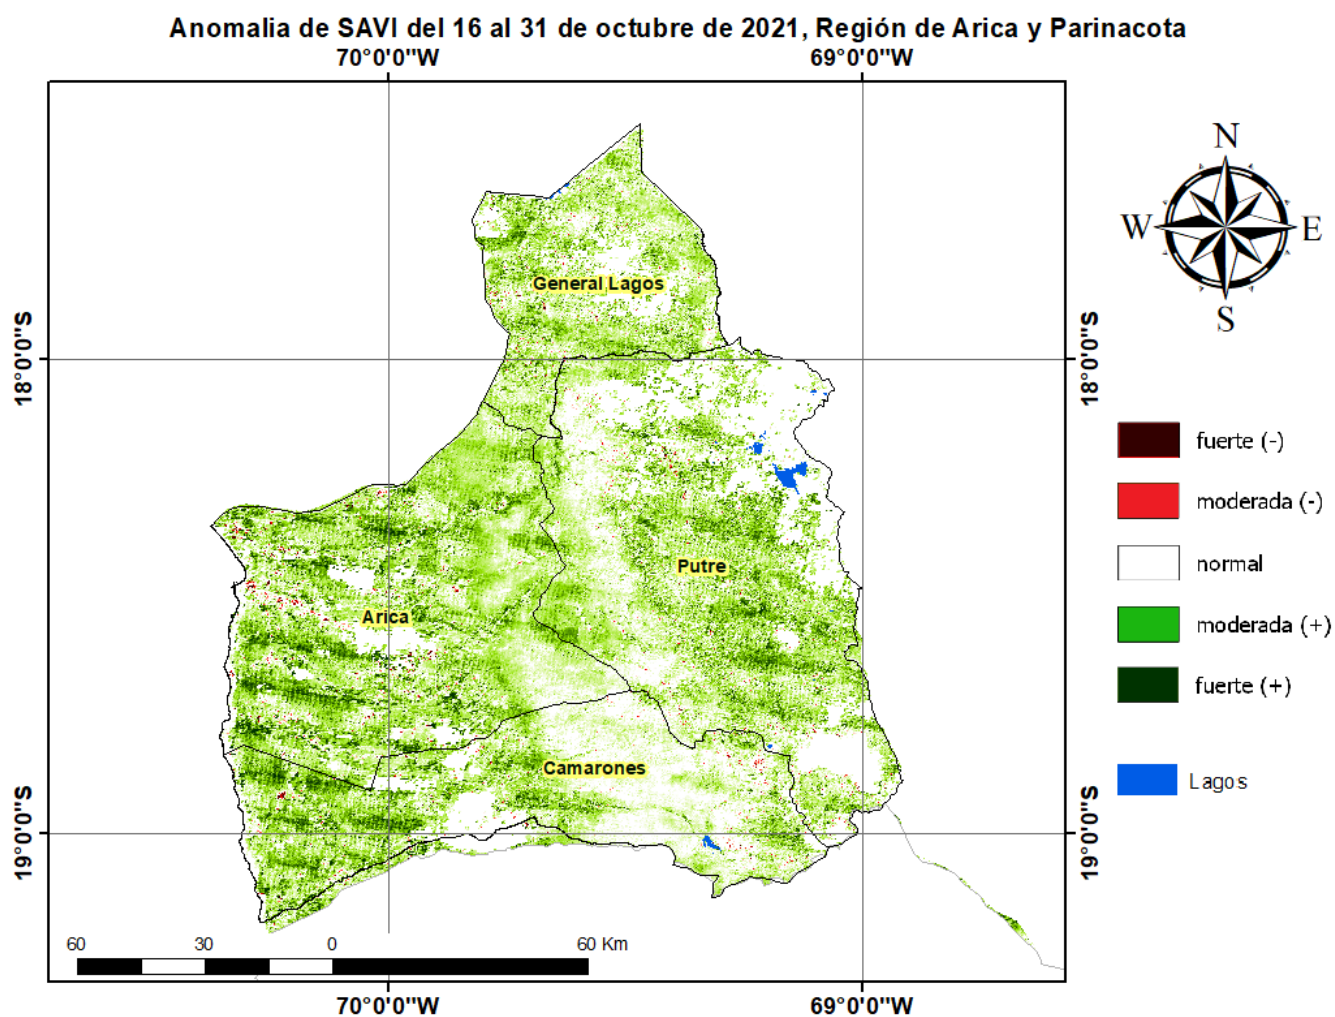 Anomalia de SAVI del 16 al 31 de octubre de 2021, Región de Arica y Parinacota
70°0'0"W 69°0'0"W
N
W E
S
General Lagos
18°0'0"S 18°0'0"S
fuerte (-)
moderada (-)
normal
Putre
Arica
moderada (+)
fuerte (+)
Camarones
Lagos
19°0'0"S 19°0'0"S
60 30 0 60 Km
70°0'0"W 69°0'0"W